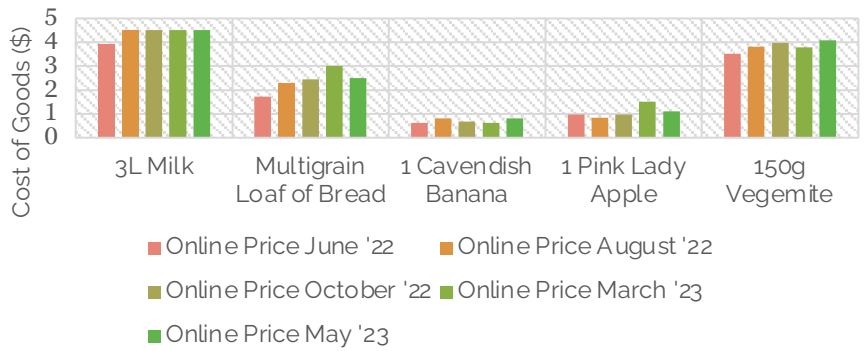 Cost of Goods ($)
5
4
3
2
1
0
3L Milk
Multigrain
Loaf of Bread
1 Cavendish
Banana
1 Pink Lady
Apple
150g
Vegemite
Online Price June '22
Online Price August '22
Online Price October '22
Online Price March '23
Online Price May '23